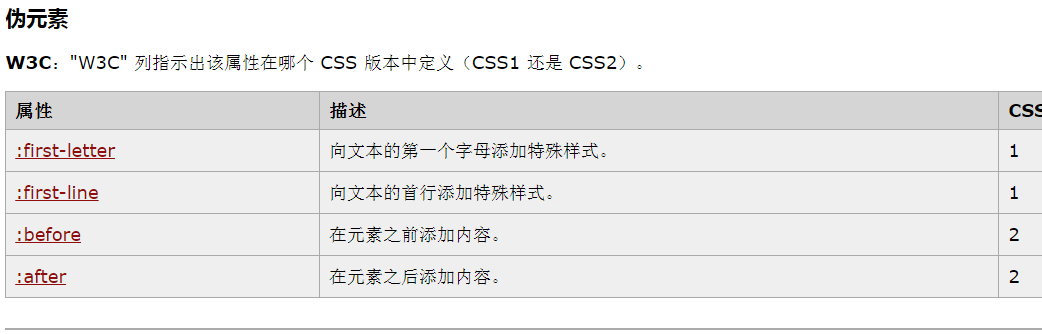 伪元素
W3C："W3C" 列指示出该属性在哪个 CSS 版本中定义（CSS1 还是 CSS2）。
属性 描述 CSS
:first-letter 向文本的第一个字母添加特殊样式。 1
:first-line 向文本的首行添加特殊样式。 1
:before 在元素之前添加内容。 2
:after 在元素之后添加内容。 2